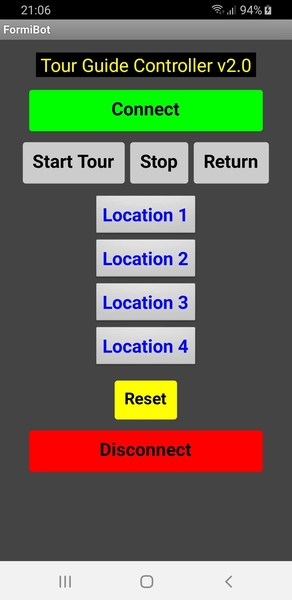 21:06 94%
FormiBot
Tour Guide Controller v2.0
Connect
Start Tour Stop Return
Location 1
Location 2
Location 3
Location 4
Reset
Disconnect